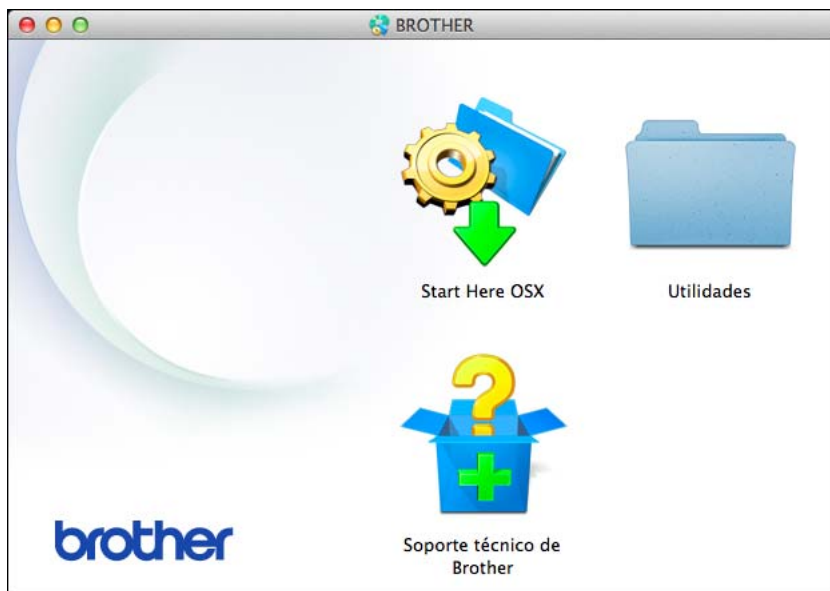 BROTHER
Start Here OSX
Utilidades
Soporte técnico de
Brother
brother